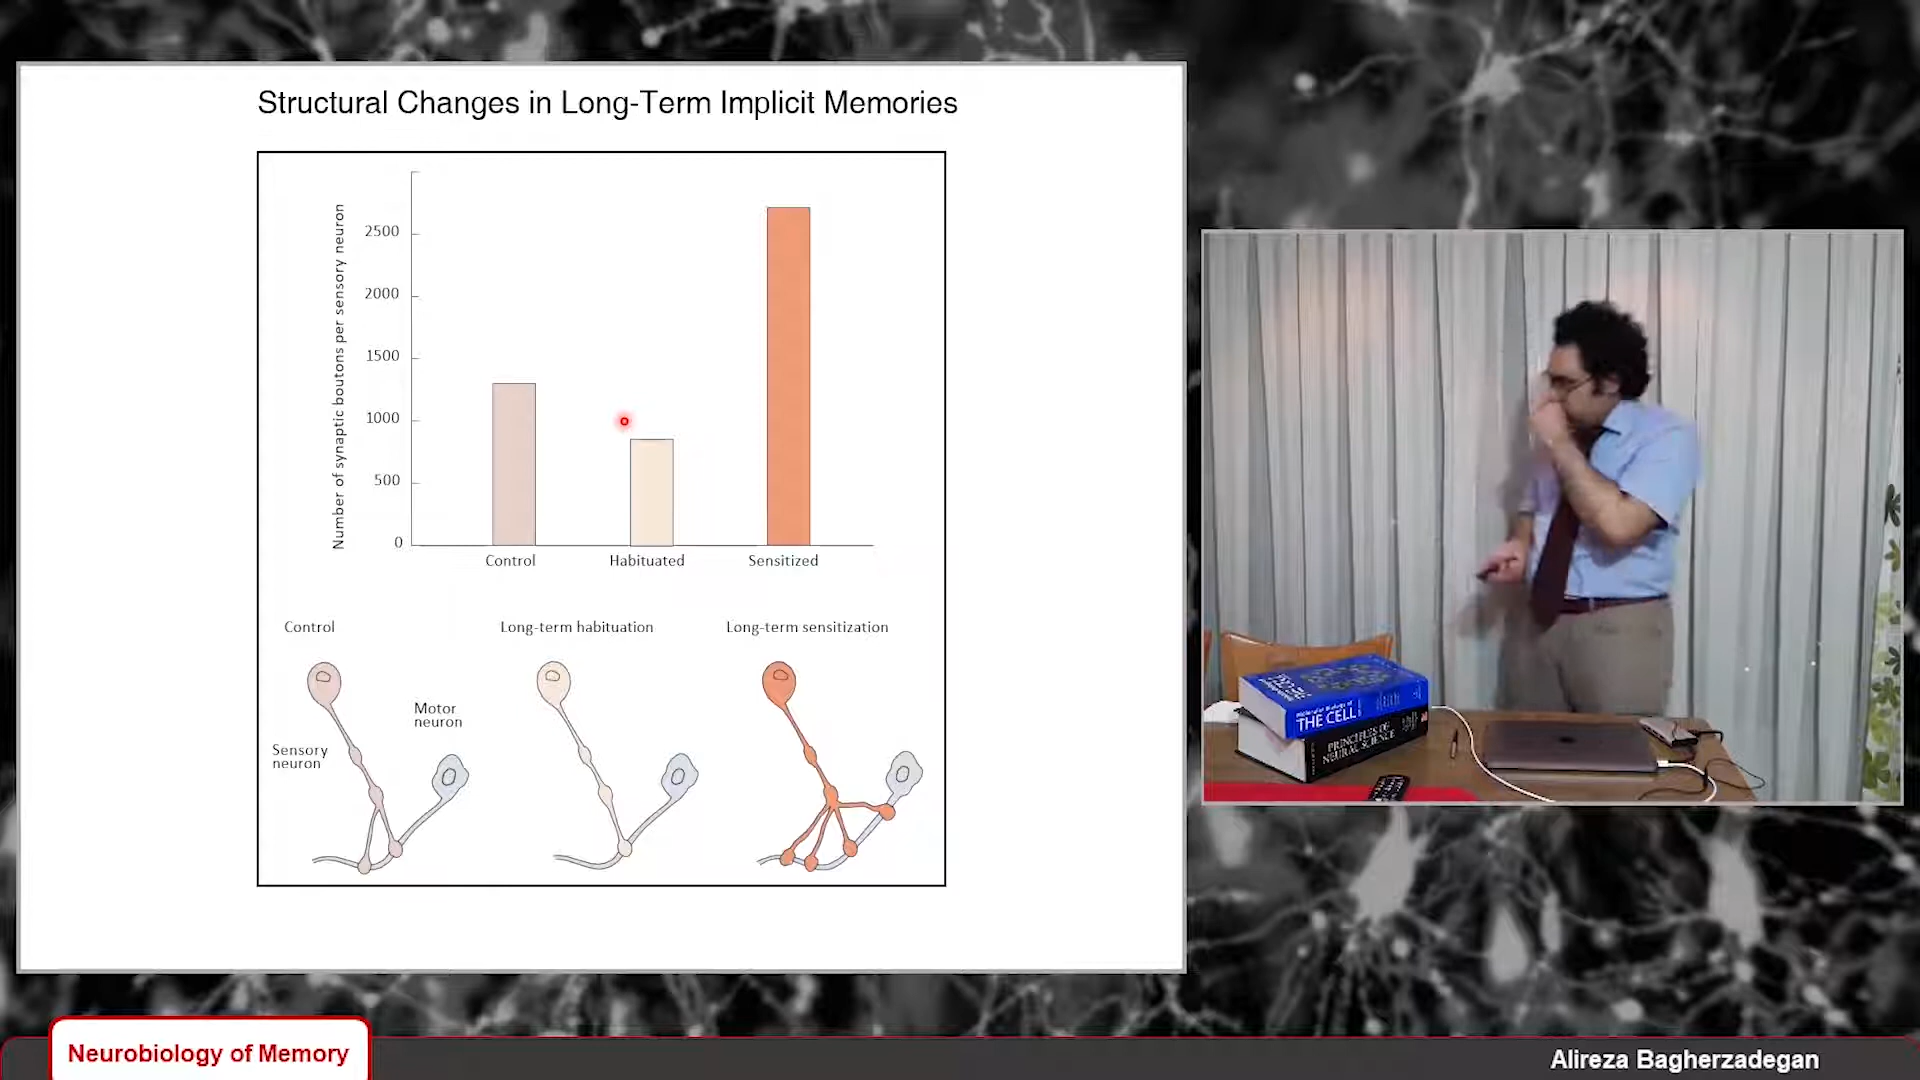 Structural Changes in Long-Term Implicit Memories
Number of synaptic boutons per sensory neuron
2500
2000
1500
1000
500
0
Control
Habituated
Sensitized
Control
Long-term habituation
Long-term sensitization
Motor
neuron
Sensory
neuron
THE CELL
PRINCIPLES OF
NEURAL SCIENCE
Neurobiology of Memory
Alireza Bagherzadegan